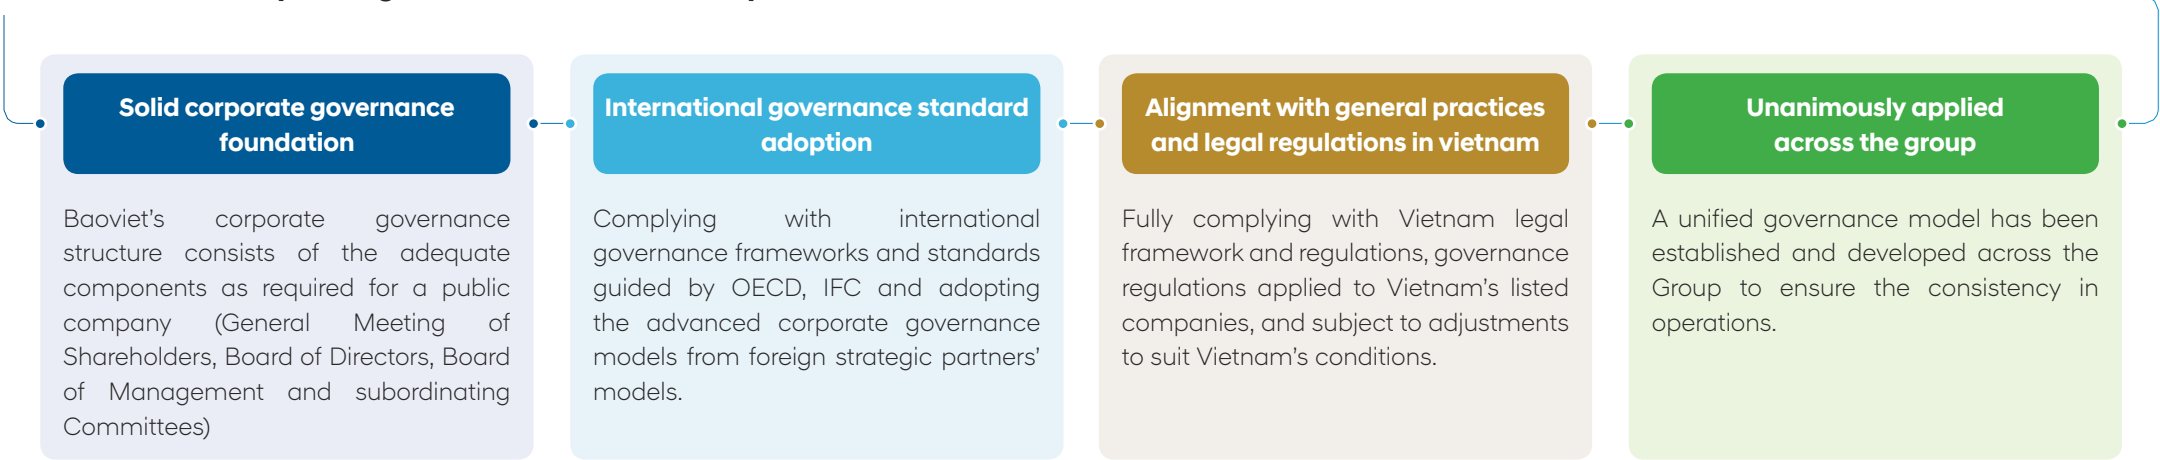 Solid corporate governance
foundation
Baoviet's corporate governance
structure consists of the adequate
components as required for a public
company (General Meeting of
Shareholders, Board of Directors, Board
of Management and subordinating
Committees)
International governance standard
adoption
Complying with international
governance frameworks and standards
guided by OECD, IFC and adopting
the advanced corporate governance
models from foreign strategic partners'
models.
Alignment with general practices
and legal regulations in vietnam
Fully complying with Vietnam legal
framework and regulations, governance
regulations applied to Vietnam's listed
companies, and subject to adjustments
to suit Vietnam's conditions.
Unanimously applied
across the group
A unified governance model has been
established and developed across the
Group to ensure the consistency in
operations.